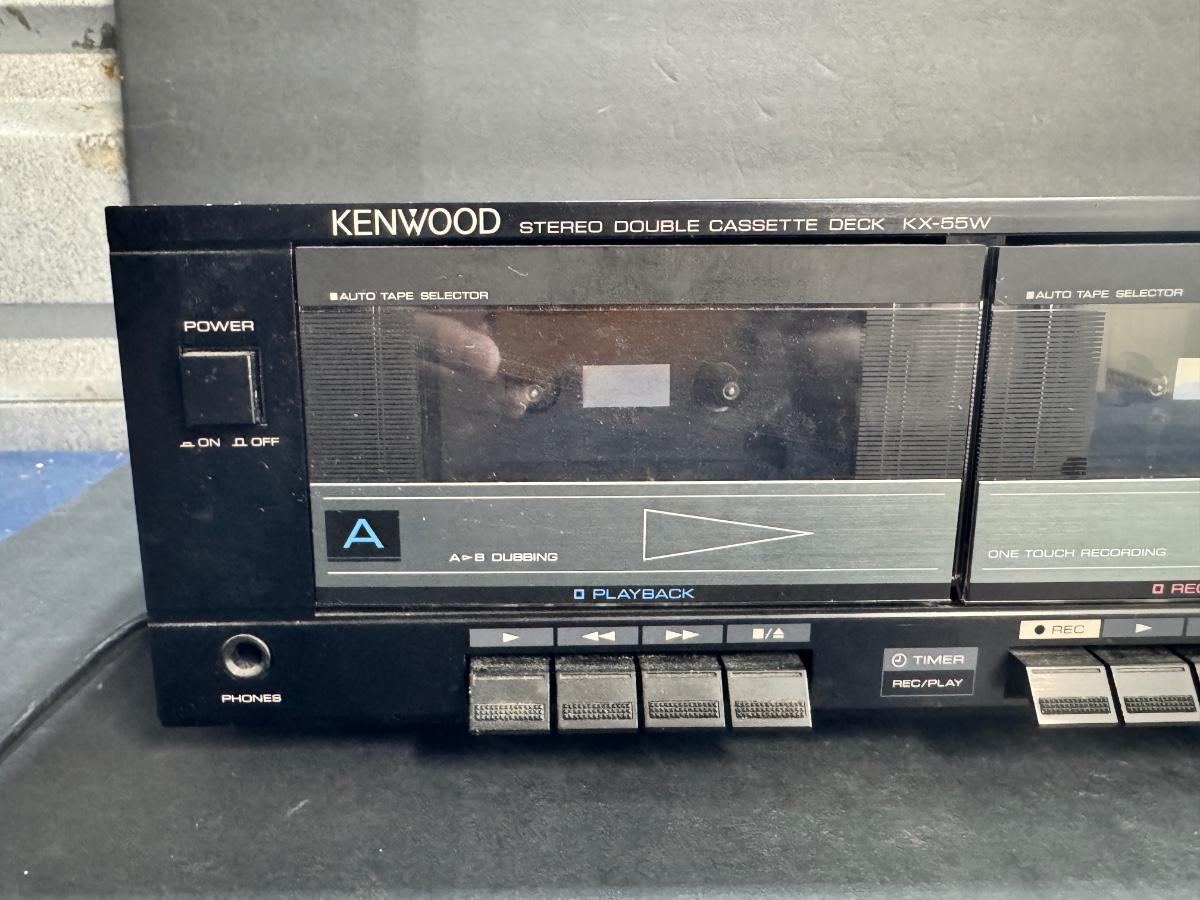 KENWOOD STEREO DOUBLE CASSETTE DECK KX-55W
■AUTO TAPE SELECTOR
■AUTO TAPE SELECTOR
POWER
ON OFF
A
A▶B DUBBING
ONE TOUCH RECORDING
PLAYBACK
REC
PHONES
TIMER
REC/PLAY
● REC